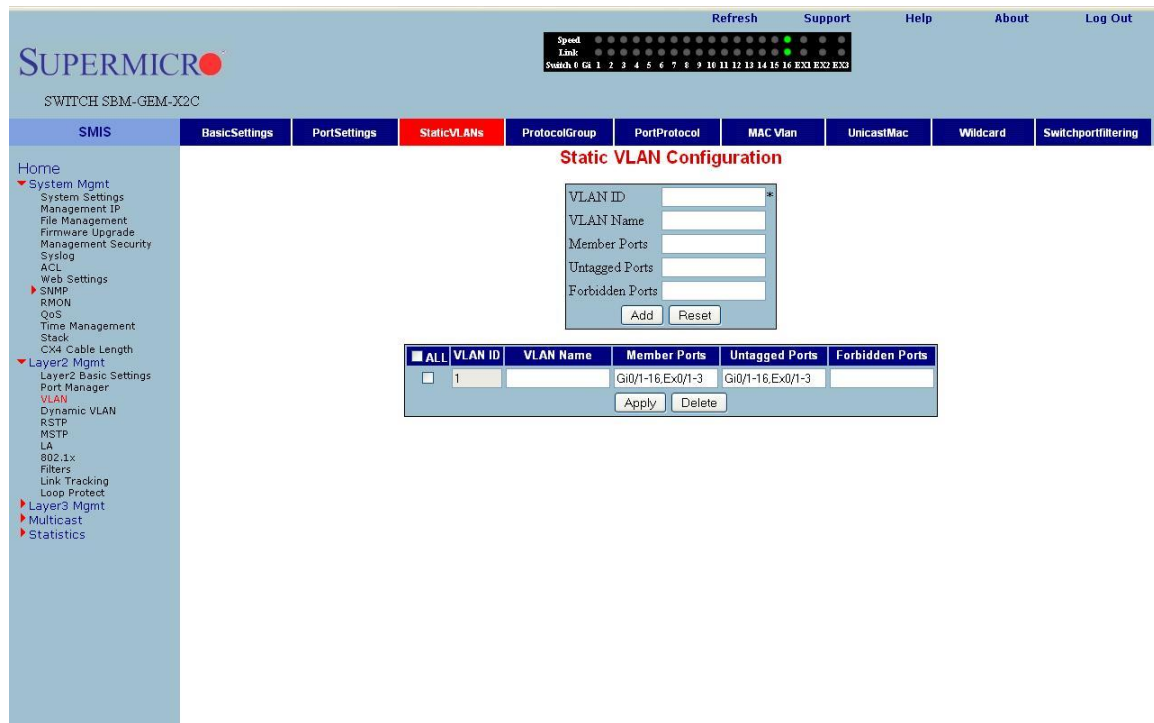 Refresh Support Help About Log Out
Speed
Link
Switch 0 Gi 1 2 3 4 5 6 7 8 9 10 11 12 13 14 15 16 EX1 EX2 EX3
SUPERMICRO
SWITCH SBM-GEM-X2C
SMIS BasicSettings PortSettings StaticVLANs ProtocolGroup PortProtocol MAC Vlan UnicastMac Wildcard Switchportfiltering
Home
System Mgmt
System Settings
Management IP
File Management
Firmware Upgrade
Management Security
Syslog
ACL
Web Settings
SNMP
RMON
QoS
Time Management
Stack
CX4 Cable Length
Layer2 Mgmt
Layer2 Basic Settings
Port Manager
VLAN
Dynamic VLAN
RSTP
MSTP
LA
802.1x
Filters
Link Tracking
Loop Protect
Layer3 Mgmt
Multicast
Statistics
Static VLAN Configuration
VLAN ID *
VLAN Name
Member Ports
Untagged Ports
Forbidden Ports
Add Reset
ALL VLAN ID VLAN Name Member Ports Untagged Ports Forbidden Ports
1 Gi0/1-16,Ex0/1-3 Gi0/1-16,Ex0/1-3
Apply Delete